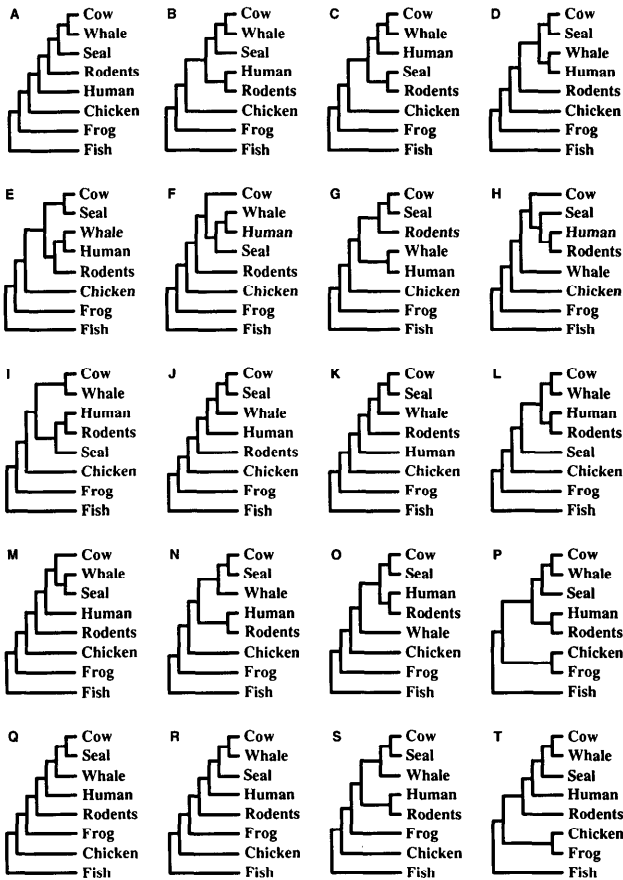 A
Cow
Whale
Seal
Rodents
Human
Chicken
Frog
Fish
B
Cow
Whale
Seal
Human
Rodents
Chicken
Frog
Fish
C
Cow
Whale
Human
Seal
Rodents
Chicken
Frog
Fish
D
Cow
Seal
Whale
Human
Rodents
Chicken
Frog
Fish
E
Cow
Seal
Whale
Human
Rodents
Chicken
Frog
Fish
F
Cow
Whale
Human
Seal
Rodents
Chicken
Frog
Fish
G
Cow
Seal
Rodents
Whale
Human
Chicken
Frog
Fish
H
Cow
Seal
Human
Rodents
Whale
Chicken
Frog
Fish
I
Cow
Whale
Human
Rodents
Seal
Chicken
Frog
Fish
J
Cow
Seal
Whale
Human
Rodents
Chicken
Frog
Fish
K
Cow
Seal
Whale
Rodents
Human
Chicken
Frog
Fish
L
Cow
Whale
Human
Rodents
Seal
Chicken
Frog
Fish
M
Cow
Whale
Seal
Human
Rodents
Chicken
Frog
Fish
N
Cow
Seal
Whale
Human
Rodents
Chicken
Frog
Fish
O
Cow
Seal
Human
Rodents
Whale
Chicken
Frog
Fish
P
Cow
Whale
Seal
Human
Rodents
Chicken
Frog
Fish
Q
Cow
Seal
Whale
Human
Rodents
Frog
Chicken
Fish
R
Cow
Whale
Seal
Human
Rodents
Frog
Chicken
Fish
S
Cow
Seal
Whale
Human
Rodents
Frog
Chicken
Fish
T
Cow
Whale
Seal
Human
Rodents
Chicken
Frog
Fish